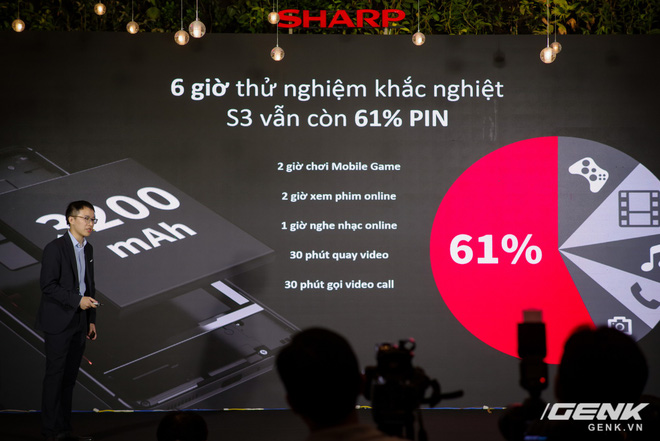 SHARP
6 giờ thử nghiệm khắc nghiệt
S3 vẫn còn 61% PIN
2 giờ chơi Mobile Game
2 giờ xem phim online
1 giờ nghe nhạc online
30 phút quay video
30 phút gọi video call
3200
mAh
61%
GENK
GENK.VN